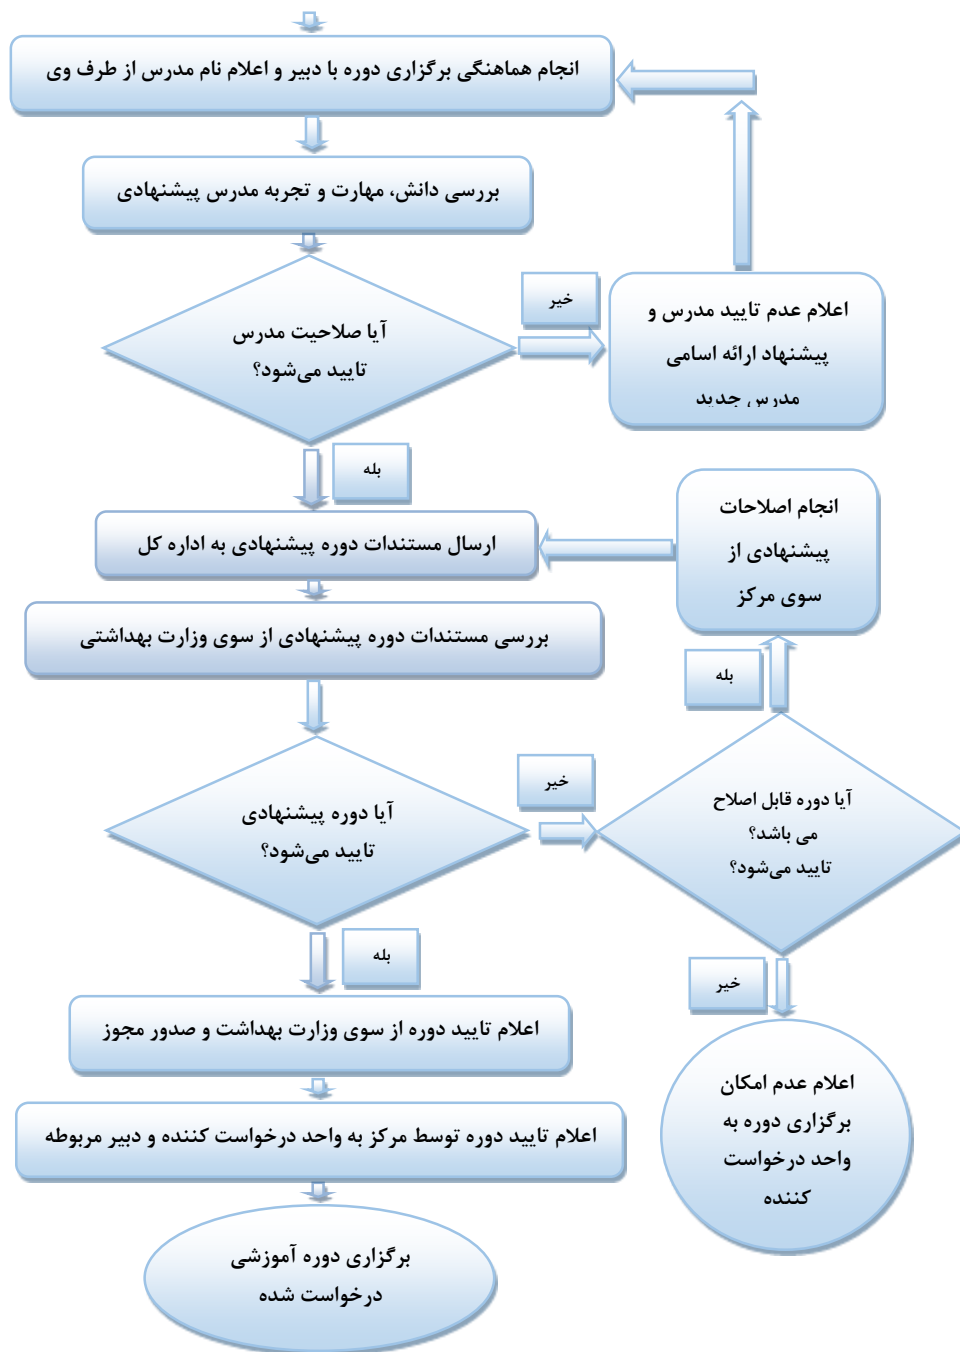 انجام هماهنگی برگزاری دوره با دبیر و اعلام نام مدرس از طرف وی
بررسی دانش، مهارت و تجربه مدرس پیشنهادی
آیا صلاحیت مدرس
تایید می‌شود؟
خیر
اعلام عدم تایید مدرس و
پیشنهاد ارائه اسامی
مدرس جدید
بله
ارسال مستندات دوره پیشنهادی به اداره کل
انجام اصلاحات
پیشنهادی از
سوی مرکز
بررسی مستندات دوره پیشنهادی از سوی وزارت بهداشتی
بله
آیا دوره پیشنهادی
تایید می‌شود؟
خیر
آیا دوره قابل اصلاح
می باشد؟
تایید می‌شود؟
بله
خیر
اعلام تایید دوره از سوی وزارت بهداشت و صدور مجوز
اعلام عدم امکان
برگزاری دوره به
واحد درخواست
کننده
اعلام تایید دوره توسط مرکز به واحد درخواست کننده و دبیر مربوطه
برگزاری دوره آموزشی
درخواست شده